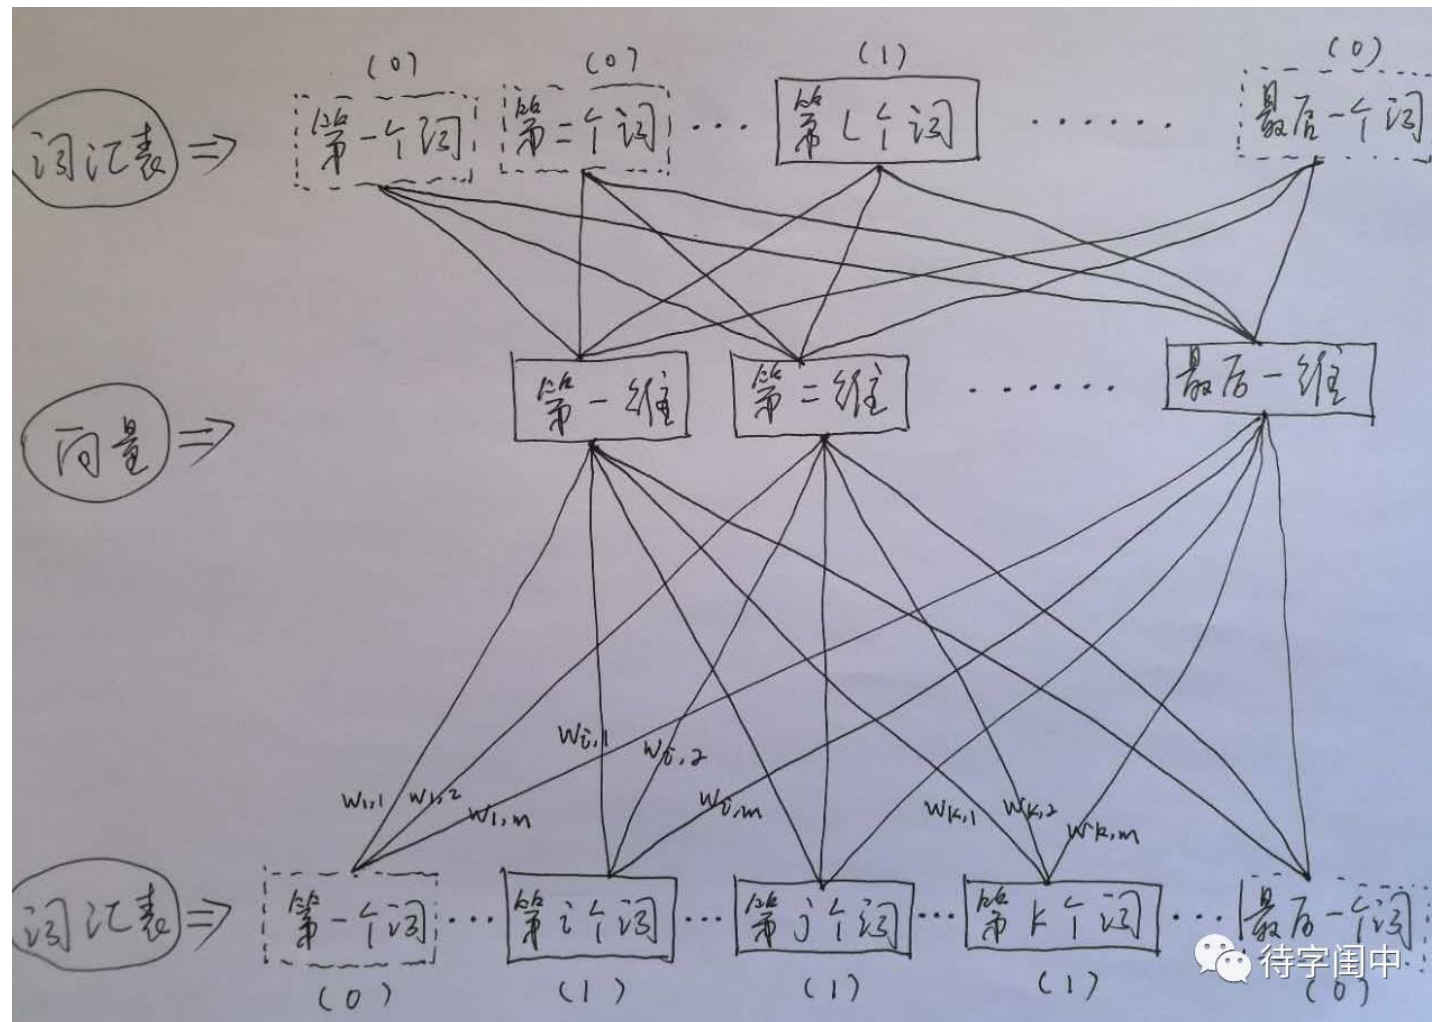 (0) (0) (1) (0)
词汇表 ⇒ 第一个词 第二个词 ··· 第l个词 ······· 最后一个词
向量 ⇒ 第一维 第二维 ······ 最后一维
wi,1 wi,2
w1,1 w1,2 w1,m wi,m wk,1 wk,2 wk,m
词汇表 ⇒ 第一个词 ··· 第i个词 ··· 第j个词 ··· 第k个词 ··· 最后一个词
(0) (1) (1) (1) (0)
待字闺中